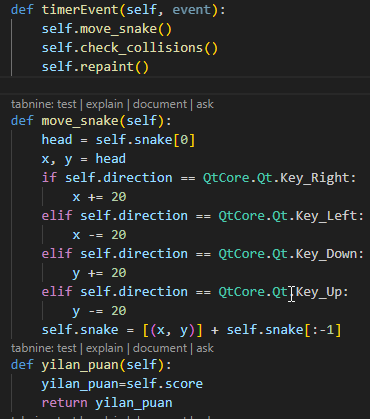 def timerEvent(self, event):
    self.move_snake()
    self.check_collisions()
    self.repaint()
tabnine: test | explain | document | ask
def move_snake(self):
    head = self.snake[0]
    x, y = head
    if self.direction == QtCore.Qt.Key_Right:
        x += 20
    elif self.direction == QtCore.Qt.Key_Left:
        x -= 20
    elif self.direction == QtCore.Qt.Key_Down:
        y += 20
    elif self.direction == QtCore.Qt.Key_Up:
        y -= 20
    self.snake = [(x, y)] + self.snake[:-1]
tabnine: test | explain | document | ask
def yilan_puan(self):
    yilan_puan=self.score
    return yilan_puan